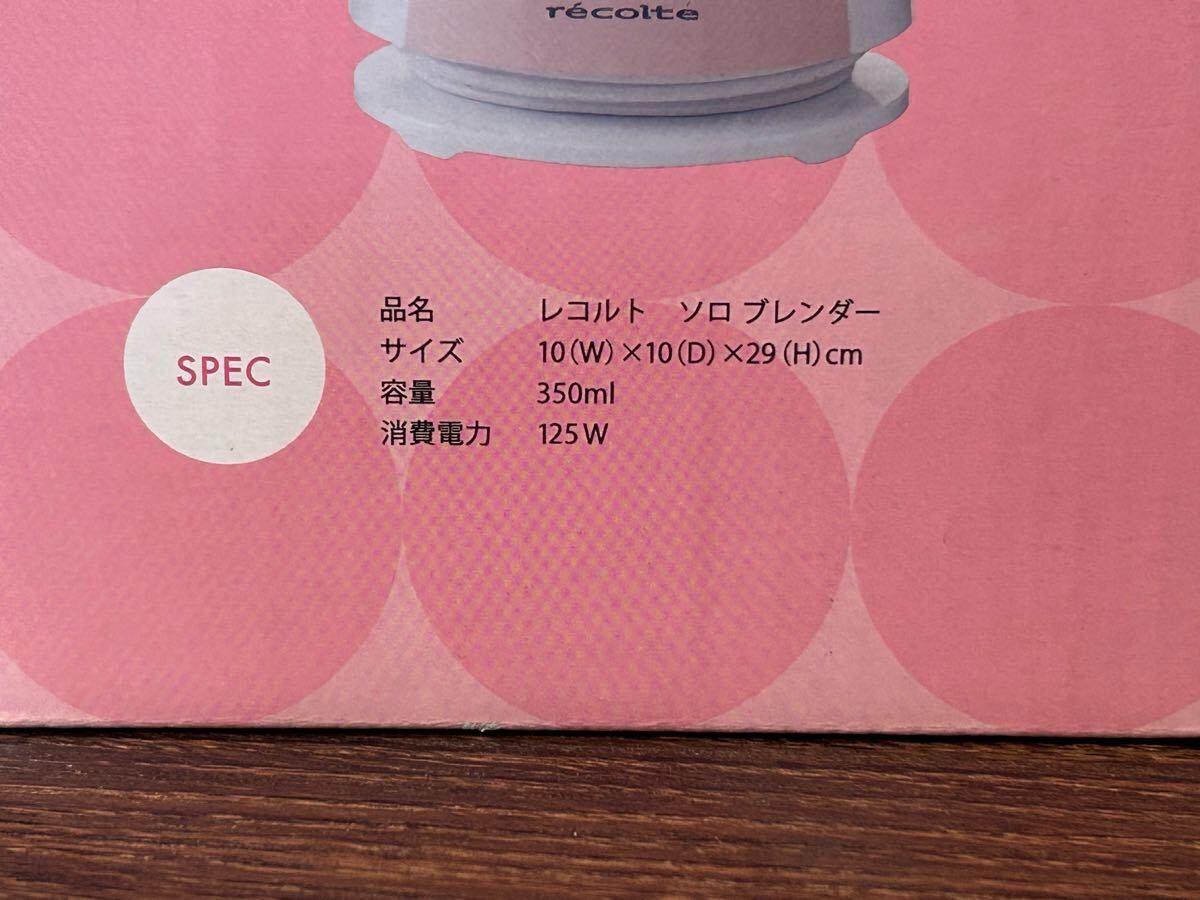 récolte
SPEC
品名 レコルト ソロ ブレンダー
サイズ 10(W)×10(D)×29(H)cm
容量 350ml
消費電力 125W